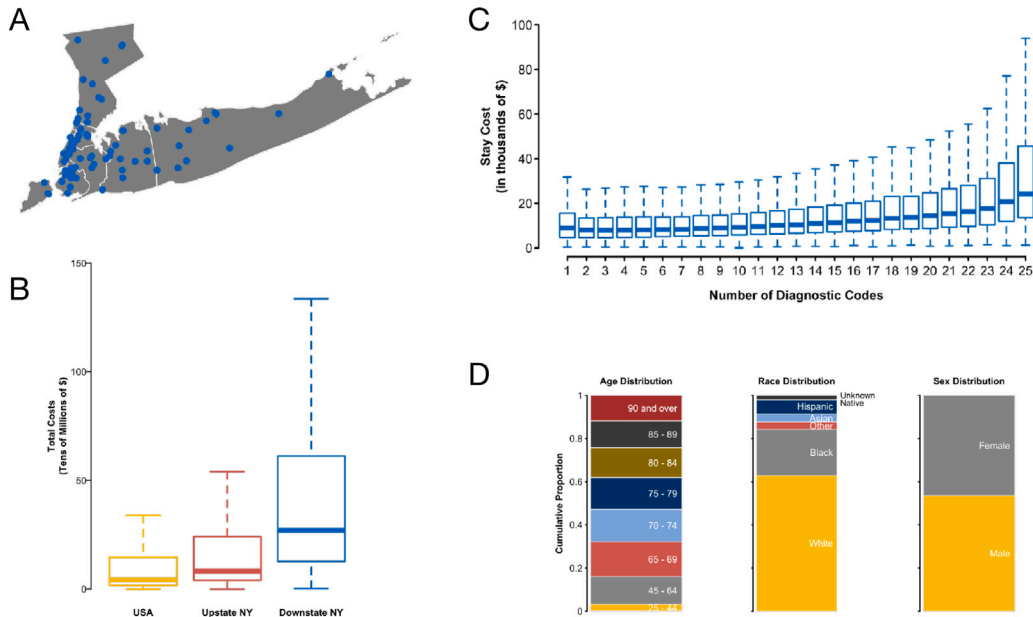 A
B
150
100
50
0
Total Costs
(Tens of Millions of $)
USA
Upstate NY
Downstate NY
C
100
80
60
40
20
0
Stay Cost
(in thousands of $)
1 2 3 4 5 6 7 8 9 10 11 12 13 14 15 16 17 18 19 20 21 22 23 24 25
Number of Diagnostic Codes
D
Age Distribution
1
0.8
0.6
0.4
0.2
0
Cumulative Proportion
90 and over
85 - 89
80 - 84
75 - 79
70 - 74
65 - 69
45 - 64
25 - 44
Race Distribution
Unknown
Native
Hispanic
Asian
Other
Black
White
Sex Distribution
Female
Male